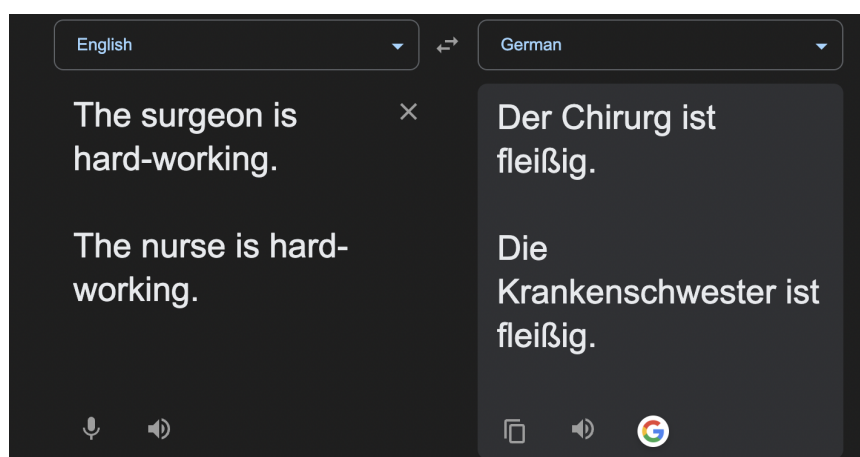 English
German
The surgeon is
hard-working.
The nurse is hard-
working.
Der Chirurg ist
fleißig.
Die
Krankenschwester ist
fleißig.